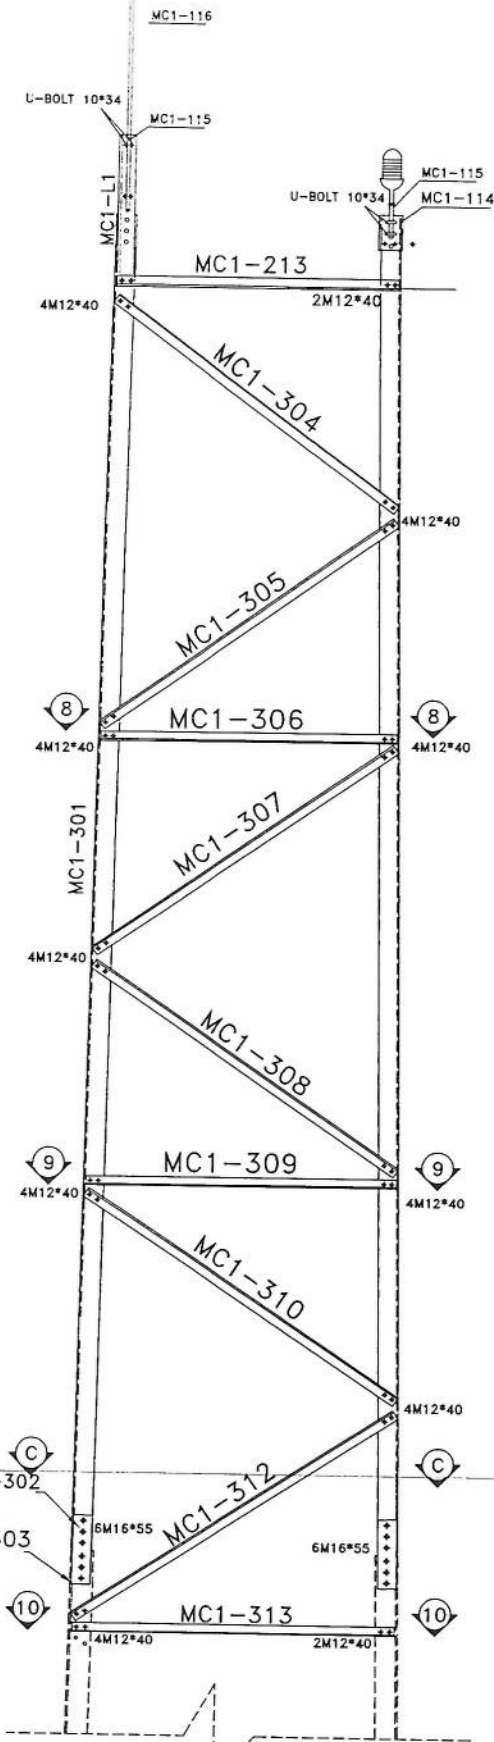 MC1-116
U-BOLT 10*34
MC1-115
MC1-115
U-BOLT 10*34
MC1-114
MC1-L1
MC1-213
4M12*40
2M12*40
MC1-304
4M12*40
MC1-305
8
MC1-306
8
4M12*40
4M12*40
MC1-307
MC1-301
4M12*40
MC1-308
9
MC1-309
9
4M12*40
4M12*40
MC1-310
4M12*40
C
C
-302
MC1-312
6M16*55
6M16*55
03
10
MC1-313
10
4M12*40
2M12*40